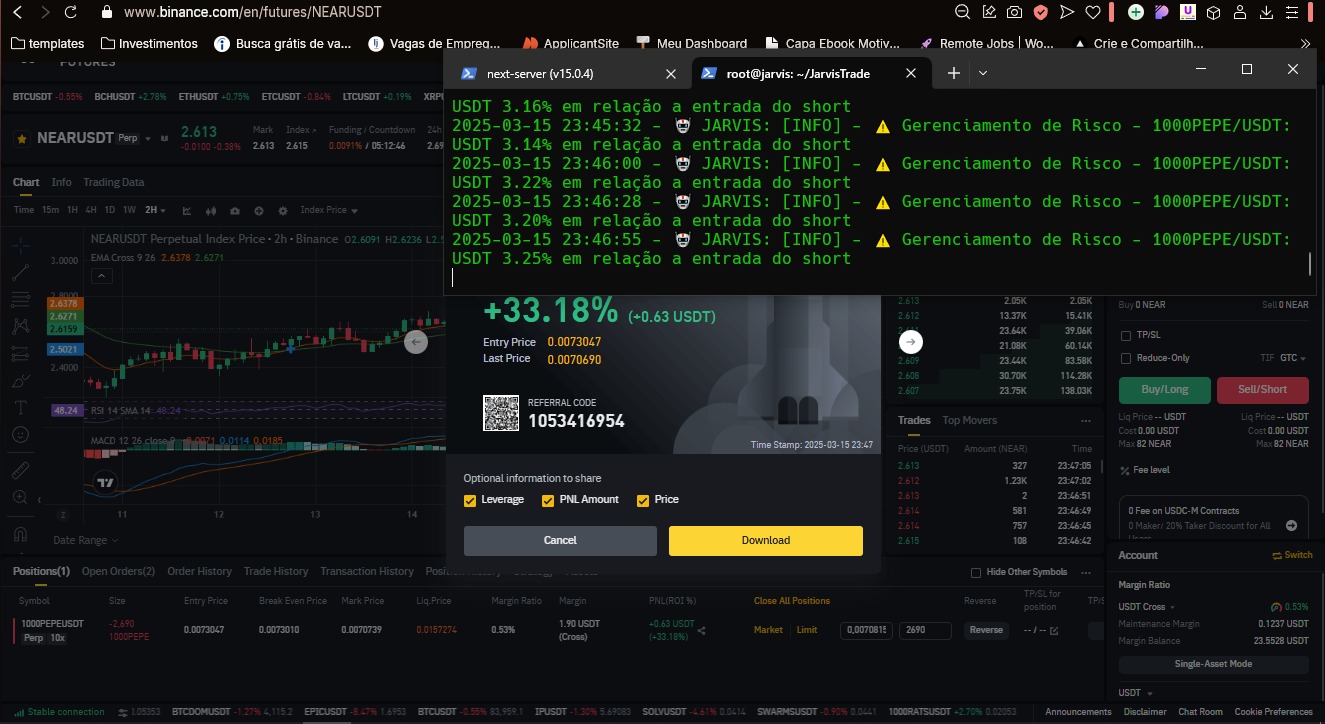 www.binance.com/en/futures/NEARUSDT
templates
Investimentos
Busca grátis de va...
Vagas de Empreg...
ApplicantSite
Meu Dashboard
Capa Ebook Motiv...
Remote Jobs | Wo...
Crie e Compartilh...
FUTURES
next-server (v15.0.4)
root@jarvis: ~/JarvisTrade
BTCUSDT -0.55% BCHUSDT +2.78% ETHUSDT +0.75% ETCUSDT -0.84% LTCUSDT +0.19%
USDT 3.16% em relação a entrada do short
2025-03-15 23:45:32 - JARVIS: [INFO] - Gerenciamento de Risco - 1000PEPE/USDT:
USDT 3.14% em relação a entrada do short
2025-03-15 23:46:00 - JARVIS: [INFO] - Gerenciamento de Risco - 1000PEPE/USDT:
USDT 3.22% em relação a entrada do short
2025-03-15 23:46:28 - JARVIS: [INFO] - Gerenciamento de Risco - 1000PEPE/USDT:
USDT 3.20% em relação a entrada do short
2025-03-15 23:46:55 - JARVIS: [INFO] - Gerenciamento de Risco - 1000PEPE/USDT:
USDT 3.25% em relação a entrada do short
NEARUSDT Perp
2.613
-0.0100 -0.38%
Mark
2.613
Index
2.615
Funding / Countdown
0.0091% / 05:12:46
24h
Chart Info Trading Data
Time 15m 1H 4H 1D 1W 2H
Index Price
NEARUSDT Perpetual Index Price · 2h · Binance O2.6091 H2.6236
EMA Cross 9 26 2.6378 2.6271
3.0000
2.8000
2.6378
2.6271
2.6159
2.5021
2.4000
48.24
RSI 14 SMA 14 48.24
MACD 12 26 close 9 -0.0071 0.0114 0.0185
11 12 13 14
Date Range
+33.18% (+0.63 USDT)
Entry Price 0.0073047
Last Price 0.0070690
REFERRAL CODE
1053416954
Time Stamp: 2025-03-15 23:47
Optional information to share
Leverage
PNL Amount
Price
Cancel
Download
2.613 2.05K 2.05K
2.612 13.37K 15.41K
23.64K 39.06K
21.08K 60.14K
2.609 23.44K 83.58K
2.608 30.70K 114.28K
2.607 23.75K 138.03K
Trades Top Movers
Price (USDT) Amount (NEAR) Time
2.613 327 23:47:05
2.612 1.23K 23:47:02
2.613 2 23:46:51
2.614 581 23:46:49
2.614 757 23:46:45
2.615 108 23:46:42
Buy 0 NEAR Sell 0 NEAR
TP/SL
Reduce-Only TIF GTC
Buy/Long
Sell/Short
Liq Price -- USDT Liq Price -- USDT
Cost 0.00 USDT Cost 0.00 USDT
Max 82 NEAR Max 82 NEAR
Fee level
0 Fee on USDC-M Contracts
0 Maker/ 20% Taker Discount for All
Users
Account Switch
Margin Ratio
USDT Cross 0.53%
Maintenance Margin 0.1237 USDT
Margin Balance 23.5528 USDT
Single-Asset Mode
USDT
Positions(1) Open Orders(2) Order History Trade History Transaction History
Hide Other Symbols
Symbol Size Entry Price Break Even Price Mark Price Liq.Price Margin Ratio Margin PNL(ROI %) Close All Positions Reverse TP/SL for position
1000PEPEUSDT
Perp 10x
-2,690
1000PEPE
0.0073047
0.0073010
0.0070739
0.0157274
0.53%
1.90 USDT
(Cross)
+0.63 USDT
(+33.18%)
Market
Limit
0,0070815
2690
Reverse
-- / --
Stable connection
1.05353
BTCDOMUSDT -1.27% 4,115.2
EPICUSDT -8.47% 1.6953
BTCUSDT -0.55% 83,959.1
IPUSDT -1.30% 5.69083
SOLVUSDT -4.61% 0.0414
SWARMSUSDT -0.90% 0.0441
1000RATSUSDT +2.70% 0.02053
Announcements
Disclaimer
Chat Room
Cookie Preferences